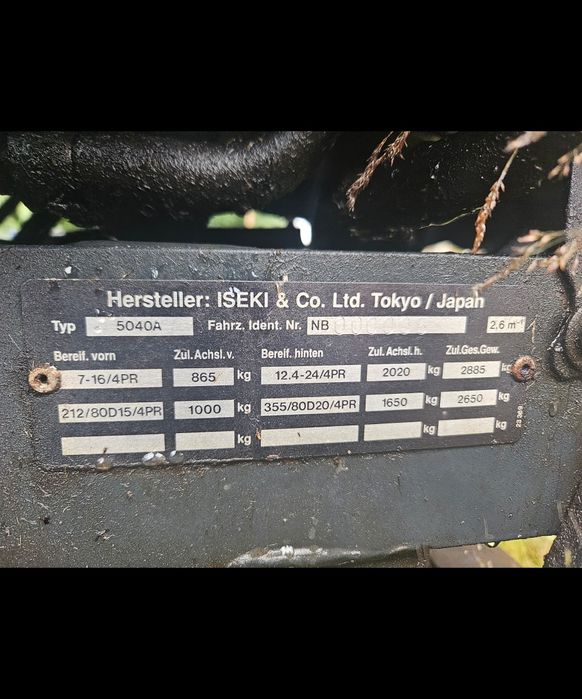 Hersteller: ISEKI & Co. Ltd. Tokyo / Japan
Typ 5040A Fahrz. Ident. Nr. NB 2,6 m⁻¹
Bereif. vorn Zul. Achsl. v. Bereif. hinten Zul. Achsl. h. Zul.Ges.Gew.
7-16/4PR 865 kg 12.4-24/4PR 2020 kg 2885 kg
212/80D15/4PR 1000 kg 355/80D20/4PR 1650 kg 2650 kg
kg kg kg